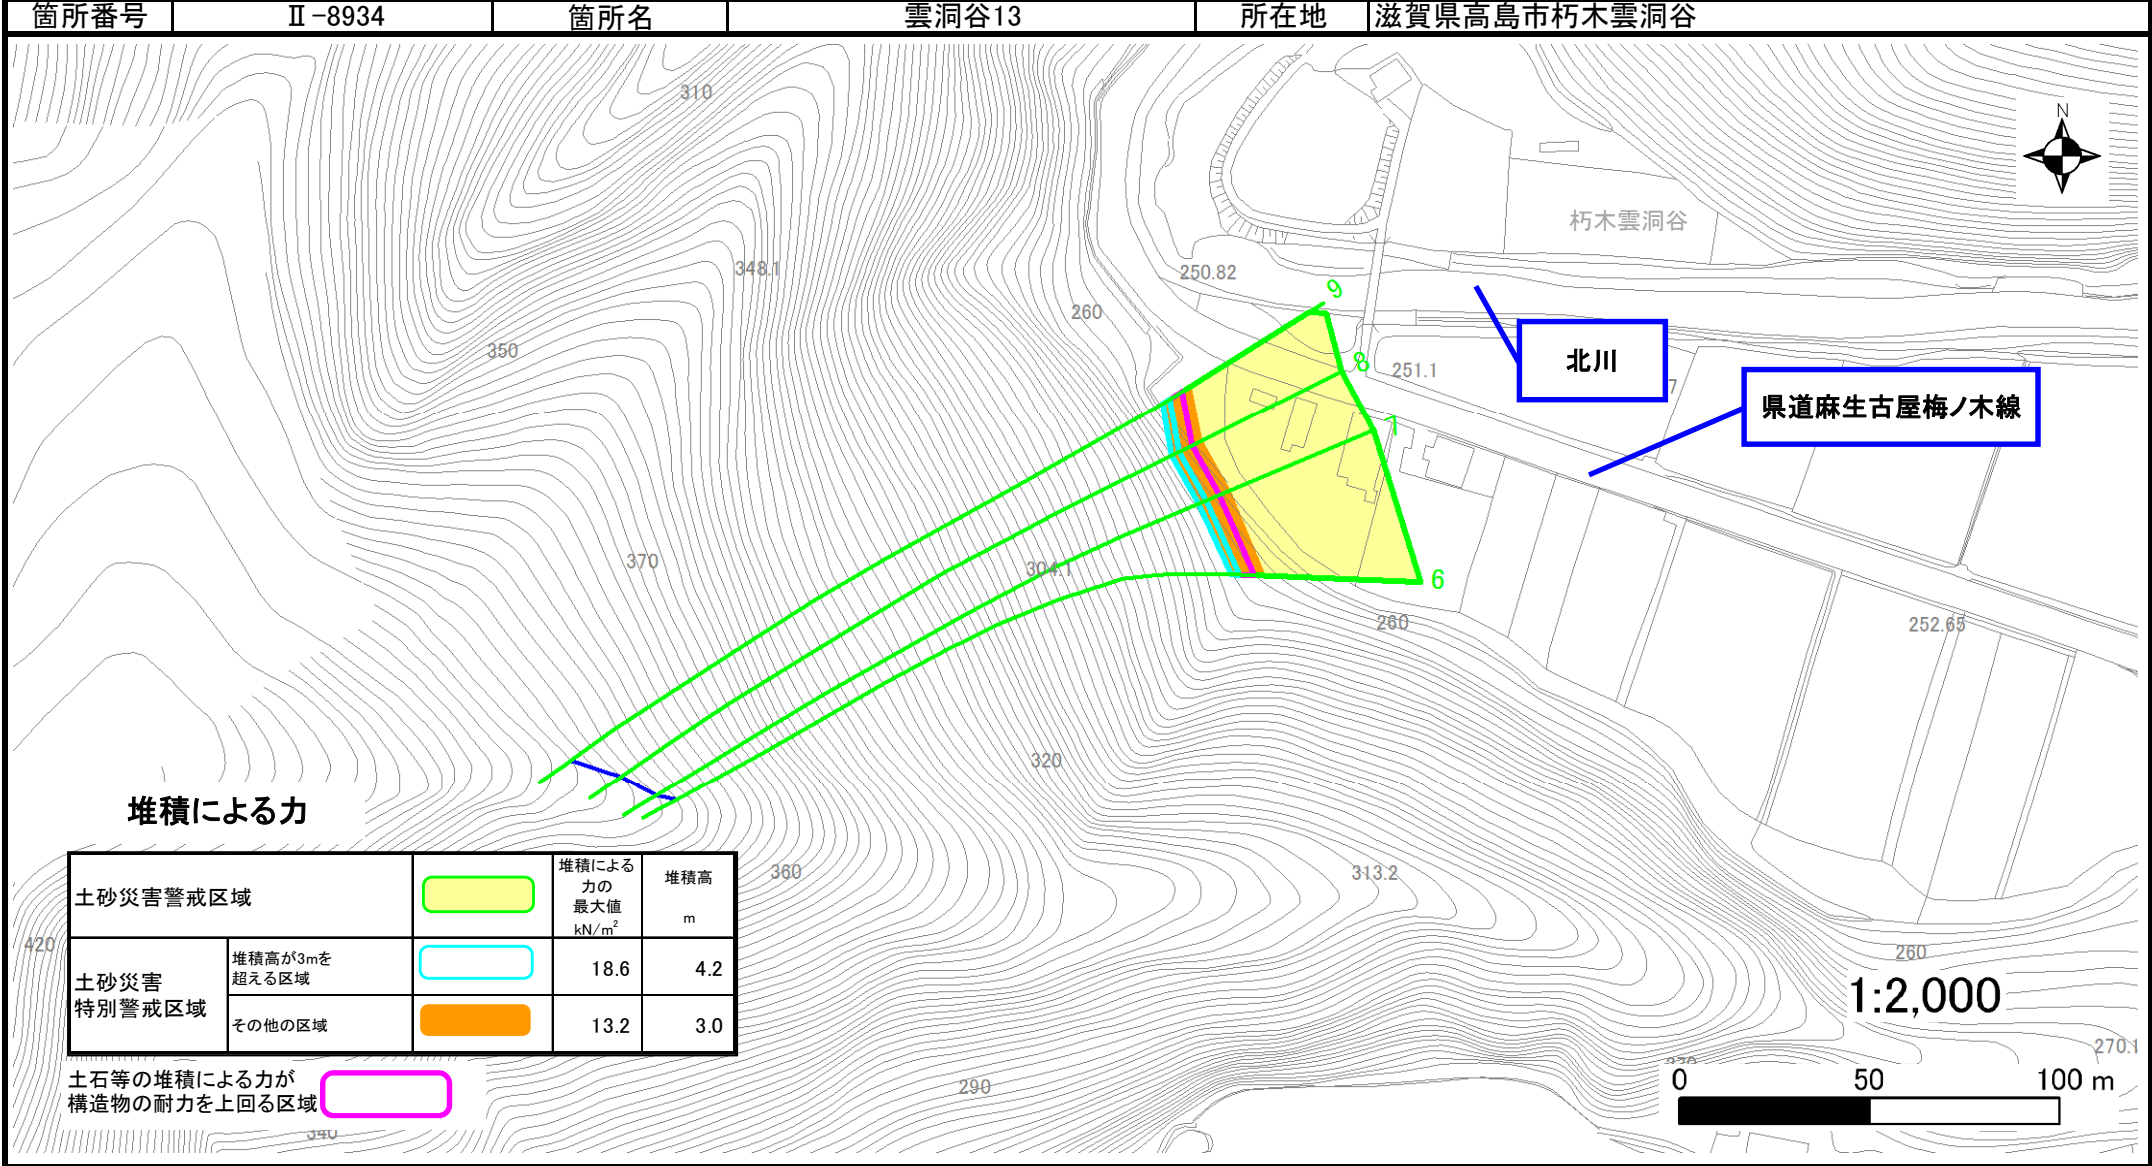 箇所番号 Ⅱ-8934 箇所名 雲洞谷13 所在地 滋賀県高島市朽木雲洞谷
310
N
朽木雲洞谷
348.1
250.82
9
260
350
北川
8
251.1
7
県道麻生古屋梅ノ木線
7
370
304.1
6
260
252.65
320
堆積による力
360
313.2
土砂災害警戒区域
堆積による
力の
最大値
kN/m²
堆積高
m
420
260
土砂災害
特別警戒区域
堆積高が3mを
超える区域
18.6 4.2
その他の区域
13.2 3.0
1:2,000
270.1
270
0 50 100 m
土石等の堆積による力が
構造物の耐力を上回る区域
290
340